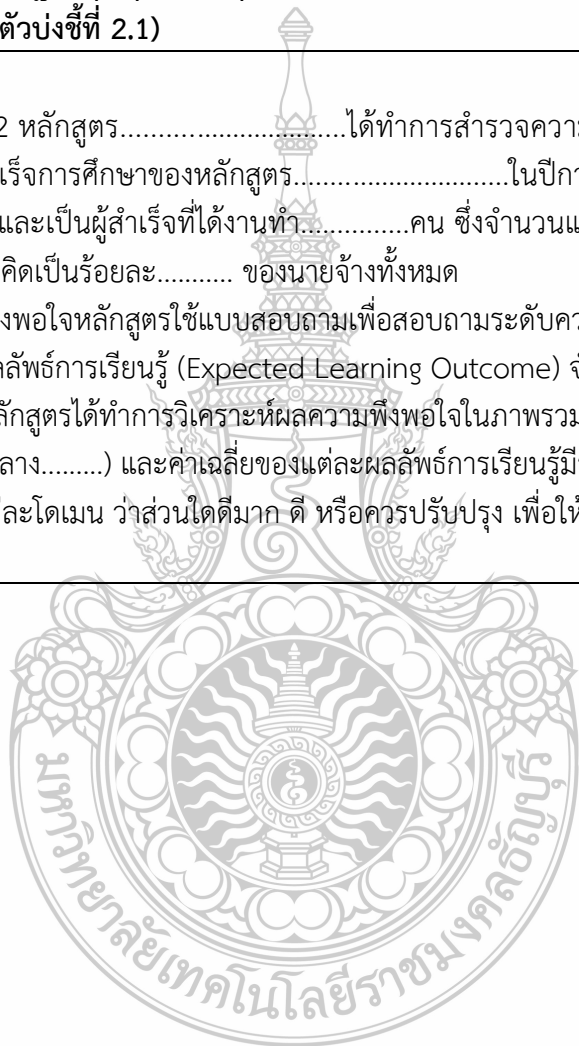 ตัวบ่งชี้ที่ 2.1)
2 หลักสูตร..................................ได้ทำการสำรวจความ
เร็จการศึกษาของหลักสูตร..................................ในปีกา
และเป็นผู้สำเร็จที่ได้งานทำ...............คน ซึ่งจำนวนแ
คิดเป็นร้อยละ........... ของนายจ้างทั้งหมด
งพอใจหลักสูตรใช้แบบสอบถามเพื่อสอบถามระดับคว
ลลัพธ์การเรียนรู้ (Expected Learning Outcome) จํ
ลักสูตรได้ทำการวิเคราะห์ผลความพึงพอใจในภาพรวม
ลาง.........) และค่าเฉลี่ยของแต่ละผลลัพธ์การเรียนรู้มี
ละโดเมน ว่าส่วนใดดีมาก ดี หรือควรปรับปรุง เพื่อให้
มหาวิทยาลัยเทคโนโลยีราชมงคลธัญบุรี